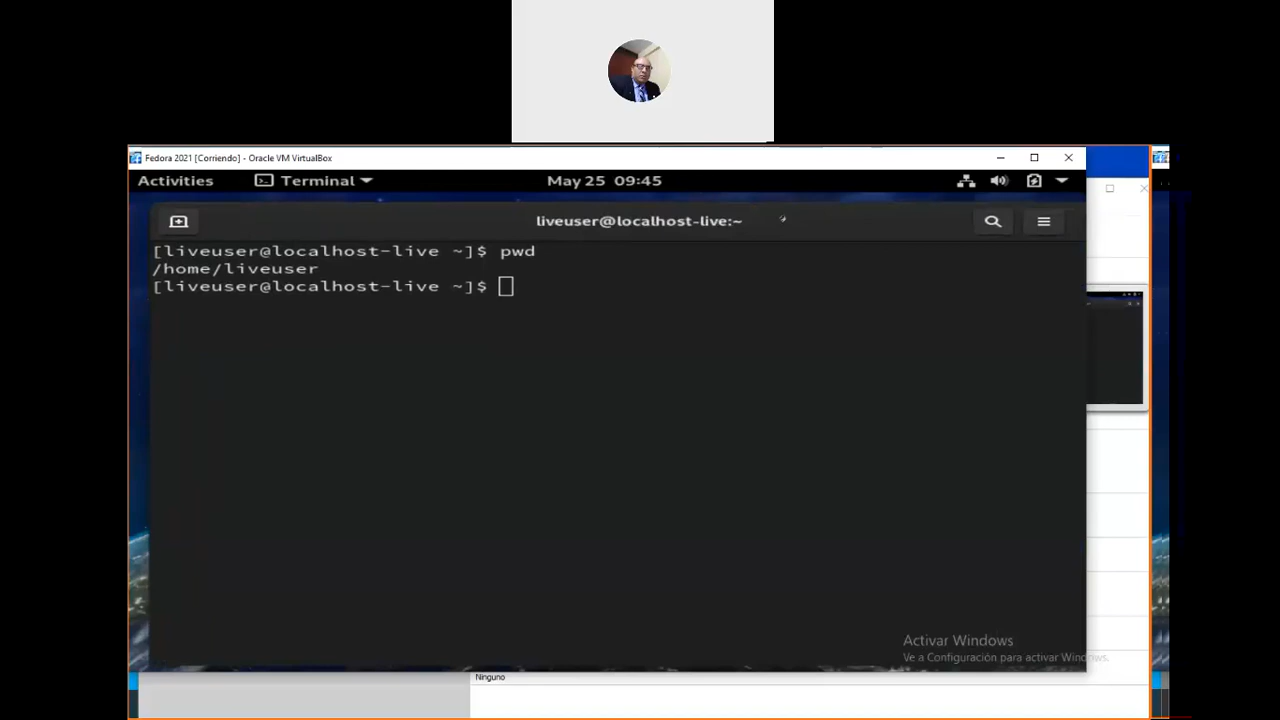 Fedora 2021 [Corriendo] - Oracle VM VirtualBox
Activities Terminal May 25 09:45
liveuser@localhost-live:~
[liveuser@localhost-live ~]$ pwd
/home/liveuser
[liveuser@localhost-live ~]$
Activar Windows
Ve a Configuración para activar Windows.
Ninguno